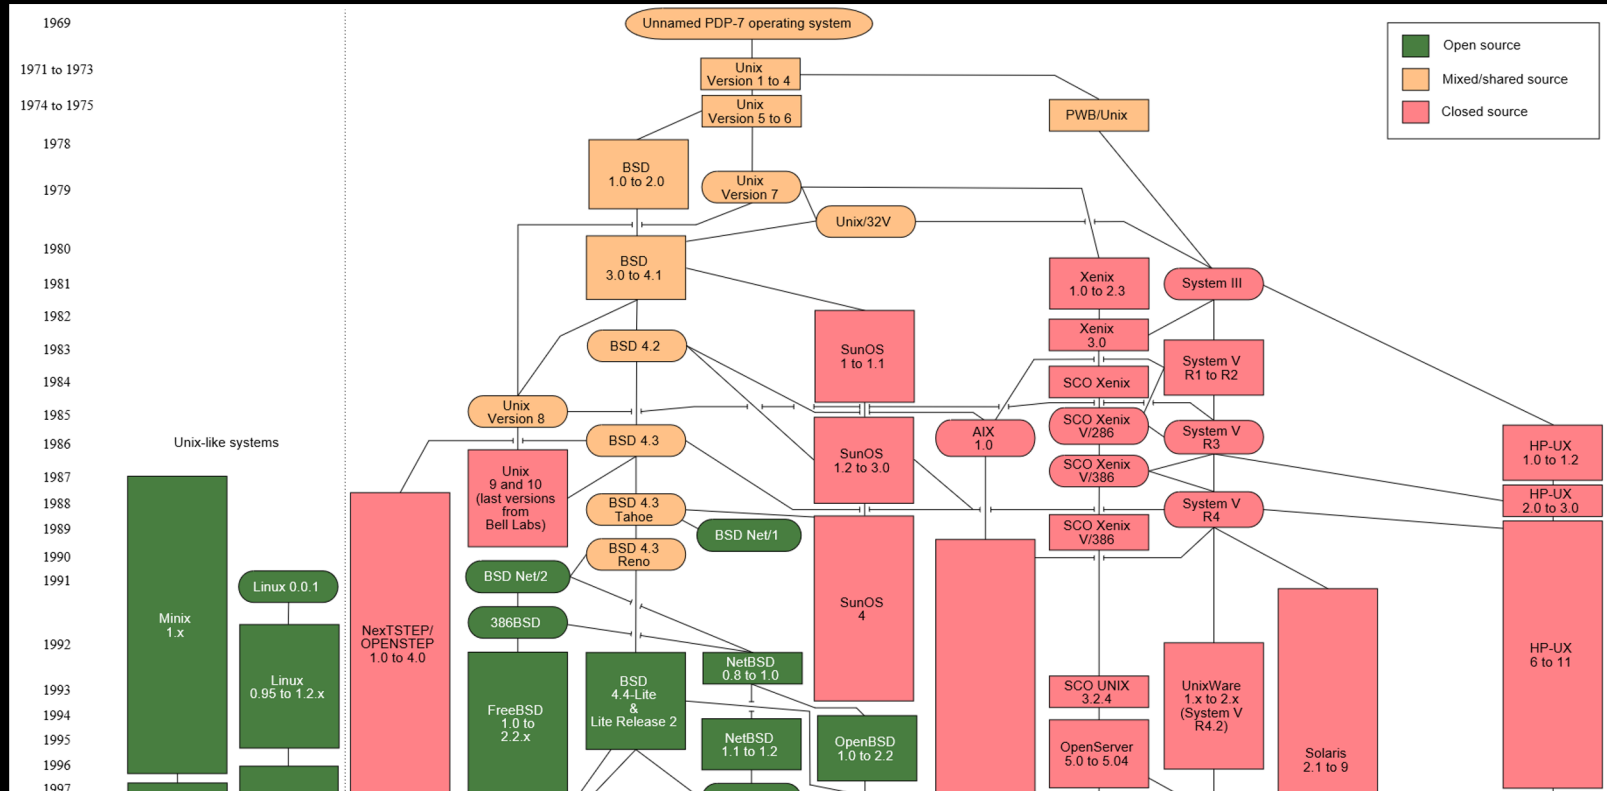 1969
Unnamed PDP-7 operating system
Open source
1971 to 1973
Unix
Version 1 to 4
Mixed/shared source
1974 to 1975
Unix
Version 5 to 6
PWB/Unix
Closed source
1978
BSD
1.0 to 2.0
1979
Unix
Version 7
Unix/32V
1980
BSD
3.0 to 4.1
Xenix
1.0 to 2.3
System III
1981
1982
Xenix
3.0
1983
BSD 4.2
SunOS
1 to 1.1
System V
R1 to R2
1984
SCO Xenix
1985
Unix
Version 8
SCO Xenix
V/286
1986
Unix-like systems
BSD 4.3
AIX
1.0
System V
R3
HP-UX
1.0 to 1.2
SunOS
1.2 to 3.0
SCO Xenix
V/386
1987
Unix
9 and 10
(last versions
from
Bell Labs)
HP-UX
2.0 to 3.0
1988
BSD 4.3
Tahoe
System V
R4
1989
BSD Net/1
SCO Xenix
V/386
1990
BSD 4.3
Reno
1991
BSD Net/2
Linux 0.0.1
Minix
1.x
386BSD
SunOS
4
NexTSTEP/
OPENSTEP
1.0 to 4.0
1992
HP-UX
6 to 11
NetBSD
0.8 to 1.0
Linux
0.95 to 1.2.x
BSD
4.4-Lite
&
Lite Release 2
1993
SCO UNIX
3.2.4
UnixWare
1.x to 2.x
(System V
R4.2)
1994
FreeBSD
1.0 to
2.2.x
1995
NetBSD
1.1 to 1.2
OpenBSD
1.0 to 2.2
OpenServer
5.0 to 5.04
Solaris
2.1 to 9
1996
1997